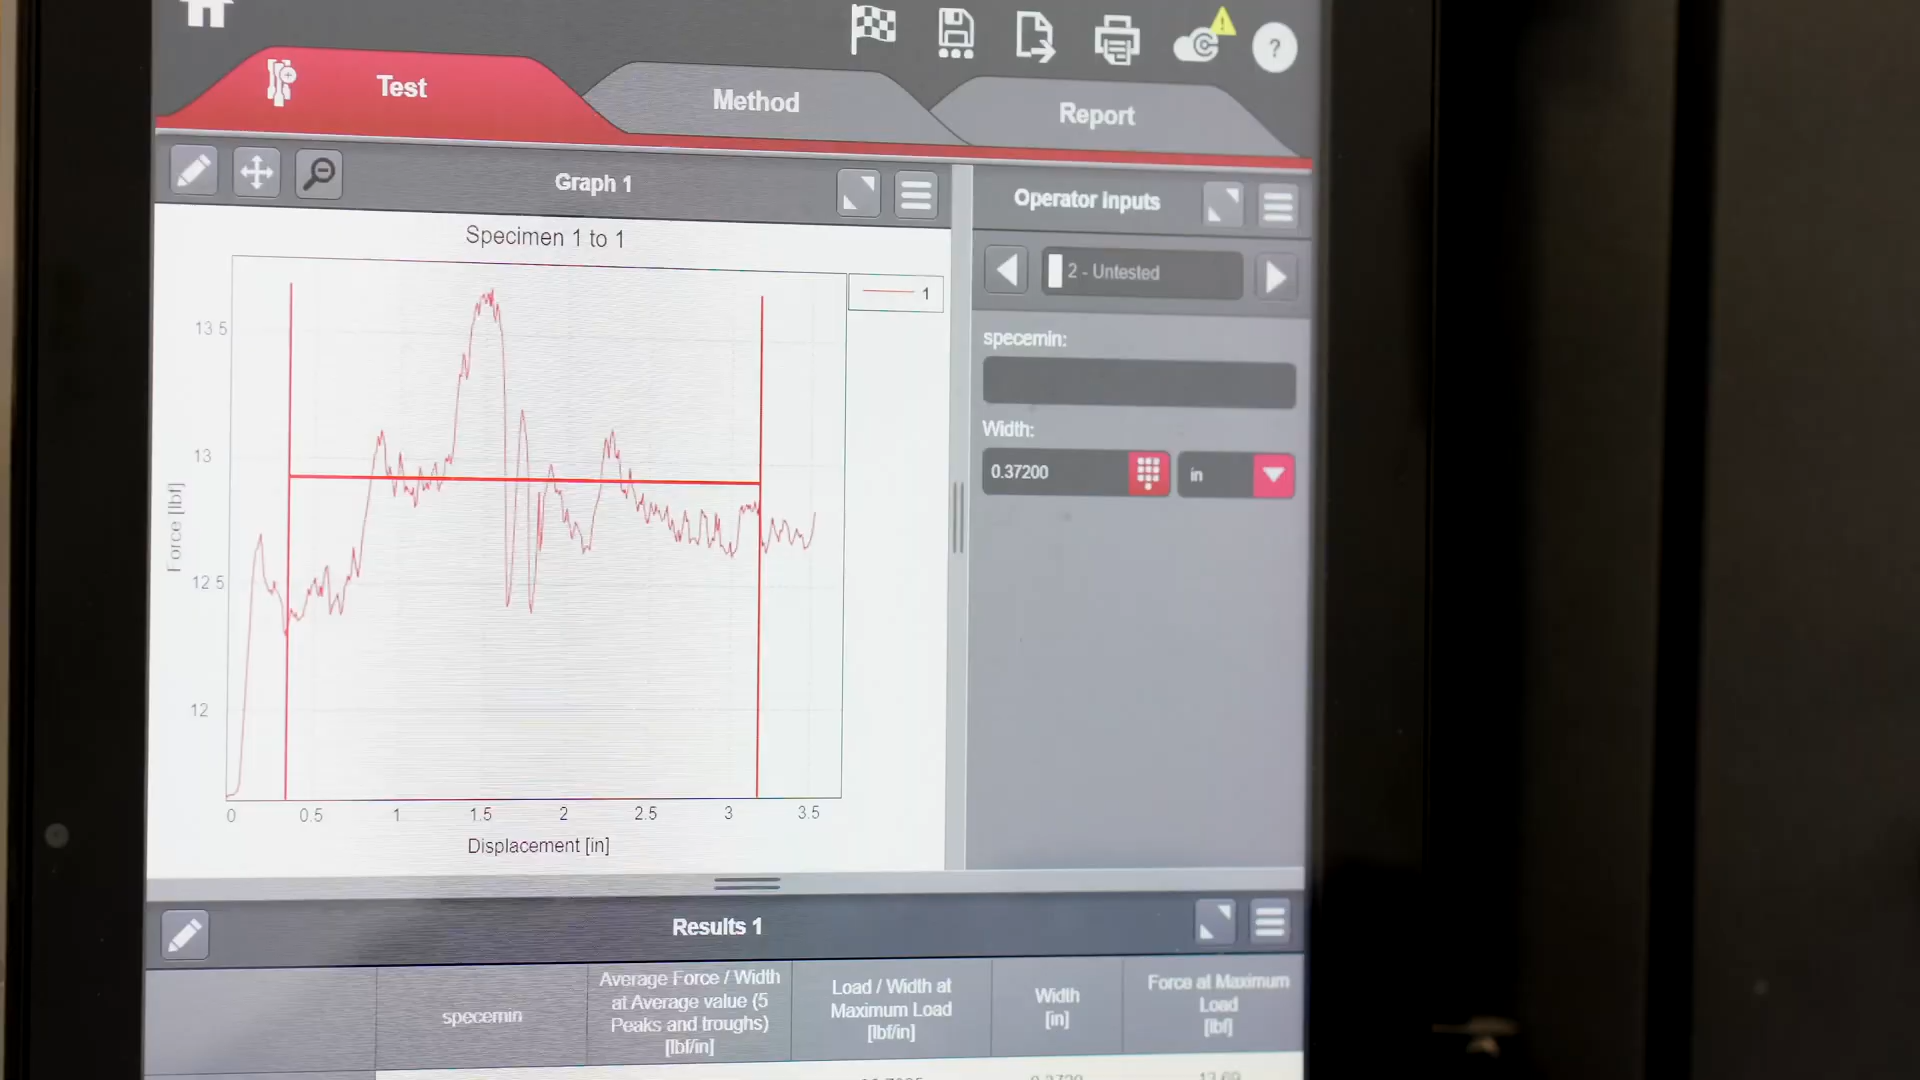 ?
Test
Method
Report
Graph 1
Operator Inputs
Specimen 1 to 1
1
2 - Untested
specemin:
Width:
0.37200
in
13 5
13
12 5
12
Force [lbf]
0
0.5
1
1.5
2
2.5
3
3.5
Displacement [in]
Results 1
specemin
Average Force / Width
at Average value (5
Peaks and troughs)
[lbf/in]
Load / Width at
Maximum Load
[lbf/in]
Width
[in]
Force at Maximum
Load
[lbf]